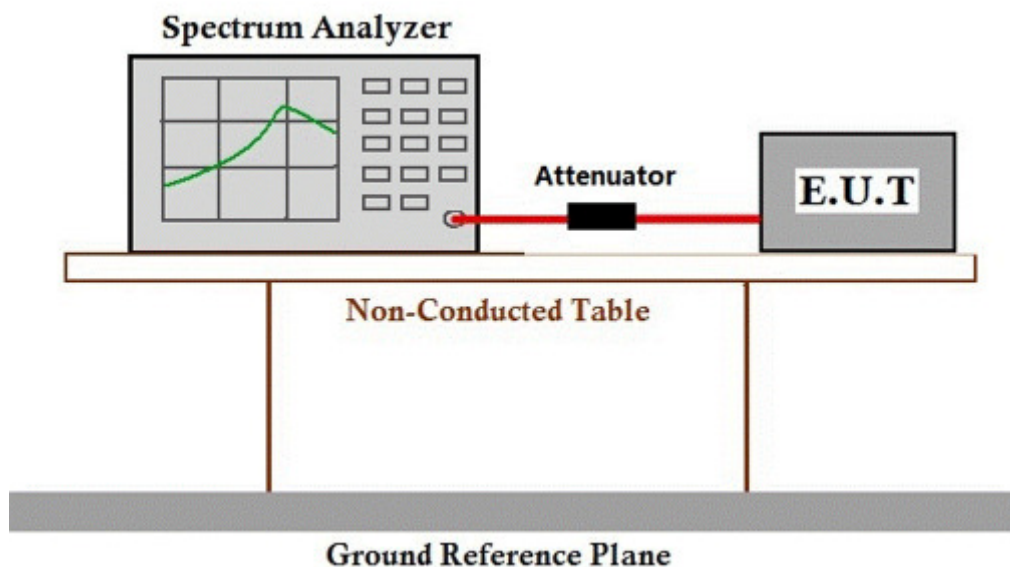 Spectrum Analyzer
Attenuator
E.U.T
Non-Conducted Table
Ground Reference Plane